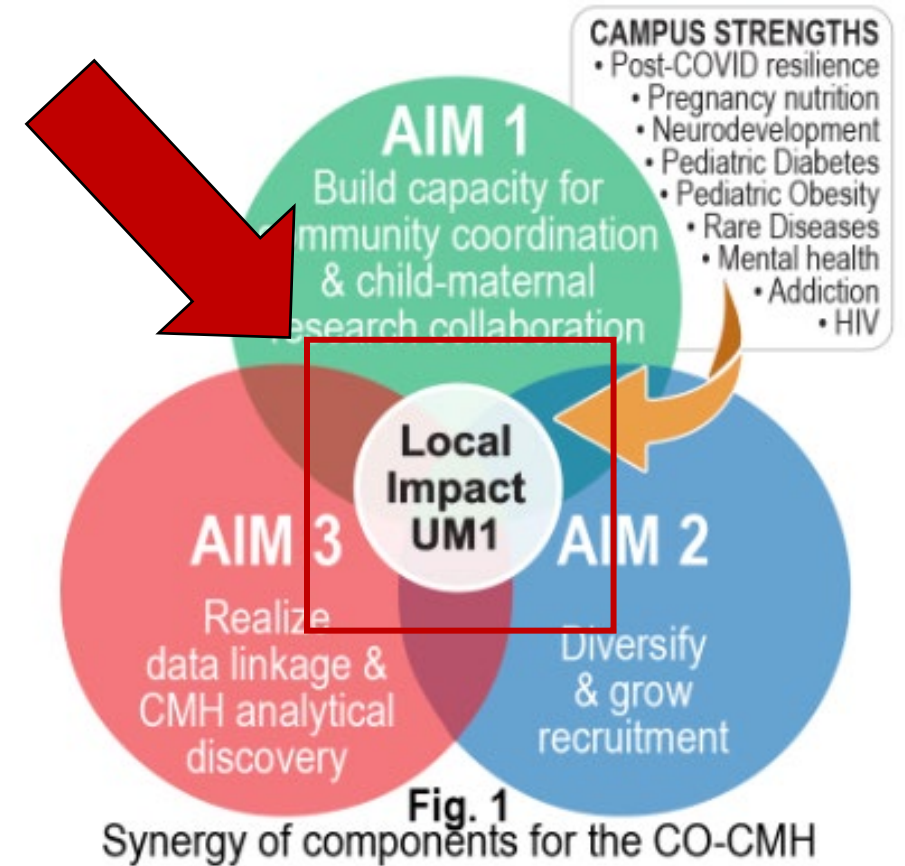 CAMPUS STRENGTHS
• Post-COVID resilience
• Pregnancy nutrition
• Neurodevelopment
• Pediatric Diabetes
• Pediatric Obesity
• Rare Diseases
• Mental health
• Addiction
• HIV
AIM 1
Build capacity for
mmunity coordination
& child-maternal
esearch collaboration
Local
Impact
UM1
AIM 3
Realize
data linkage &
CMH analytical
discovery
AIM 2
Diversify
& grow
recruitment
Fig. 1
Synergy of components for the CO-CMH